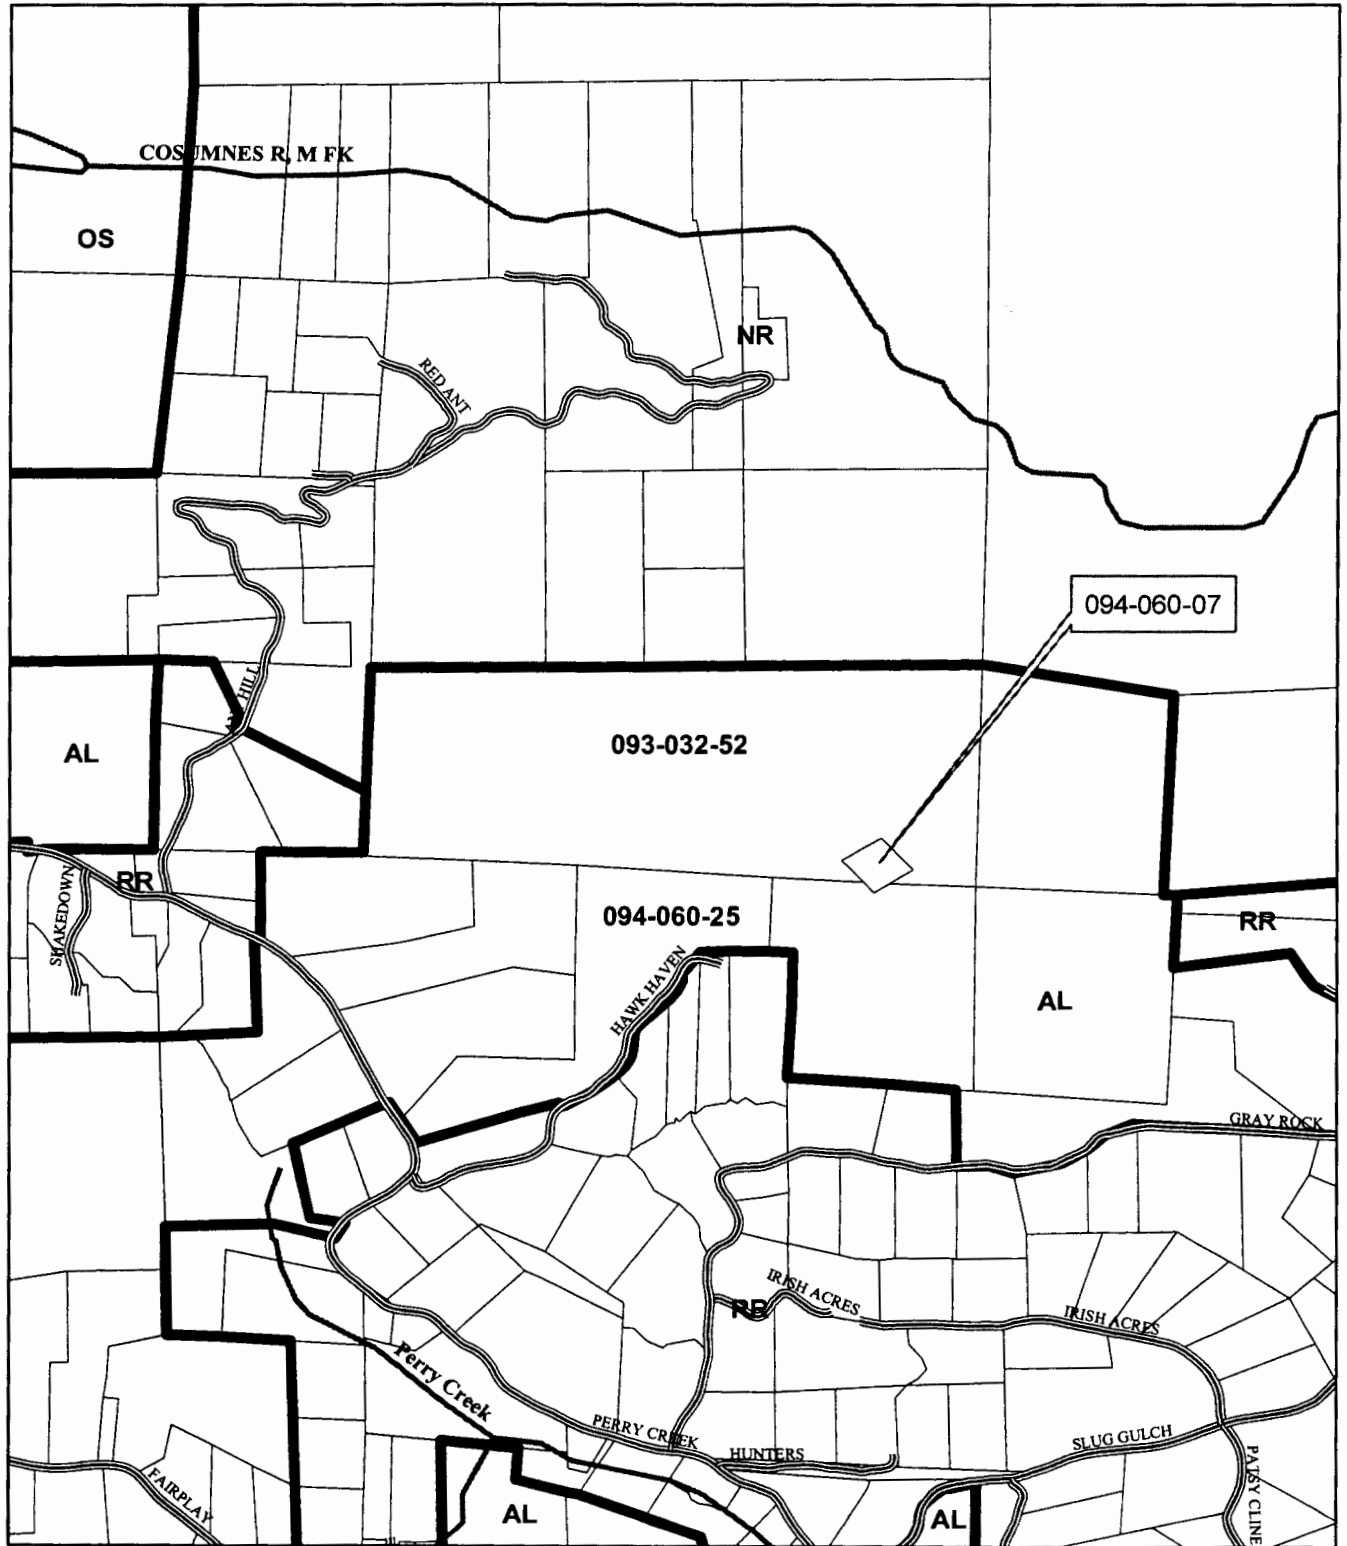 COSUMNES R, M FK
OS
NR
RED ANT
094-060-07
HILL
093-032-52
AL
RR
SHAKEDOWN
094-060-25
RR
HAWK HAVEN
AL
GRAY ROCK
IRISH ACRES
RR
IRISH ACRES
Perry Creek
PERRY CREEK
SLUG GULCH
HUNTERS
FAIRPLAY
PATSY CLINE
AL
AL